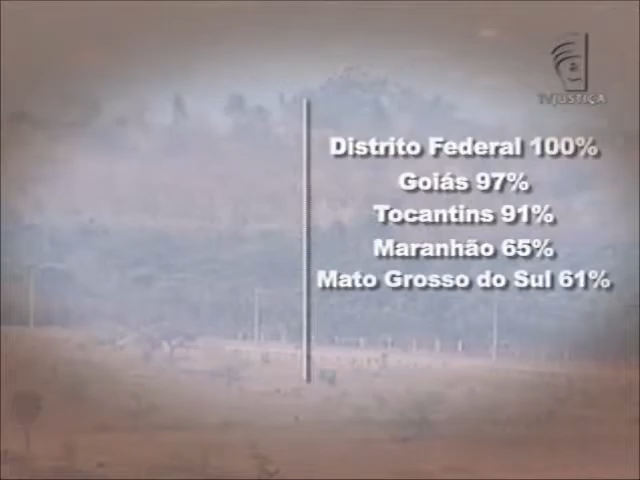 TV JUSTIÇA
Distrito Federal 100%
Goiás 97%
Tocantins 91%
Maranhão 65%
Mato Grosso do Sul 61%